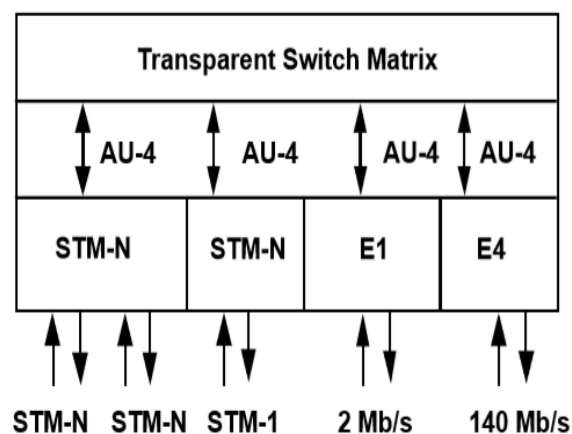 Transparent Switch Matrix
AU-4 AU-4 AU-4 AU-4
STM-N STM-N E1 E4
STM-N STM-N STM-1 2 Mb/s 140 Mb/s